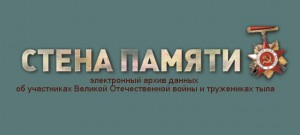 СТЕНА ПАМЯТИ
электронный архив данных
об участниках Великой Отечественной войны и тружениках тыла